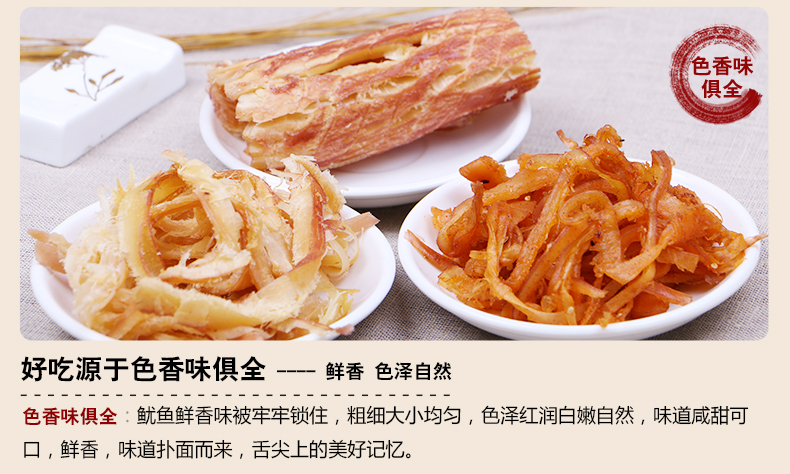 色香味
俱全
好吃源于色香味俱全 ---- 鲜香 色泽自然
色香味俱全：鱿鱼鲜香味被牢牢锁住，粗细大小均匀，色泽红润白嫩自然，味道咸甜可
口，鲜香，味道扑面而来，舌尖上的美好记忆。